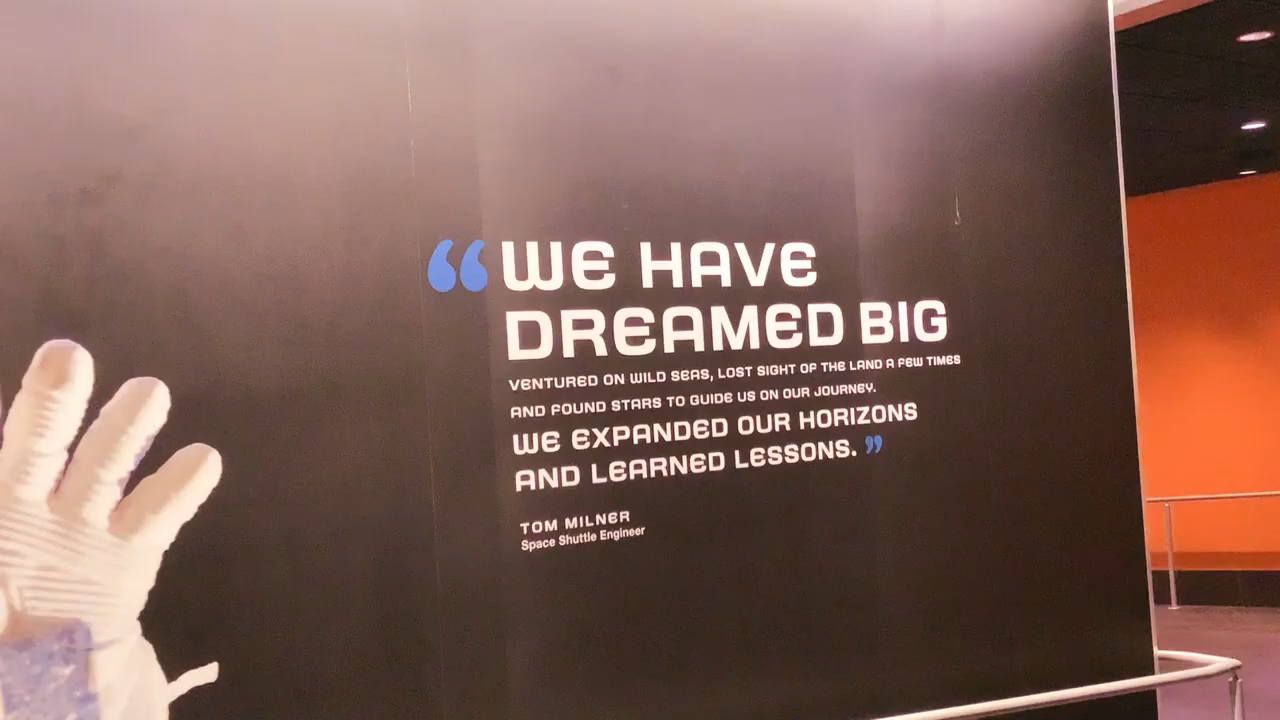 “WE HAVE
DREAMED BIG
VENTURED ON WILD SEAS, LOST SIGHT OF THE LAND A FEW TIMES
AND FOUND STARS TO GUIDE US ON OUR JOURNEY.
WE EXPANDED OUR HORIZONS
AND LEARNED LESSONS.”
TOM MILNER
Space Shuttle Engineer